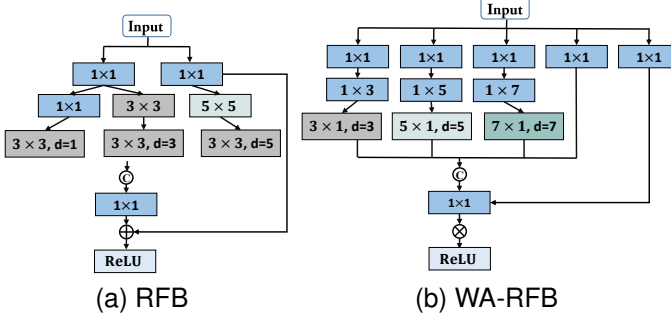 Input
1×1
1×1
1×1
3 × 3
5 × 5
3 × 3, d=1
3 × 3, d=3
3 × 3, d=5
C
1×1
ReLU
(a) RFB
Input
1×1
1×1
1×1
1×1
1×1
1 × 3
1 × 5
1 × 7
3 × 1, d=3
5 × 1, d=5
7 × 1, d=7
C
1×1
ReLU
(b) WA-RFB